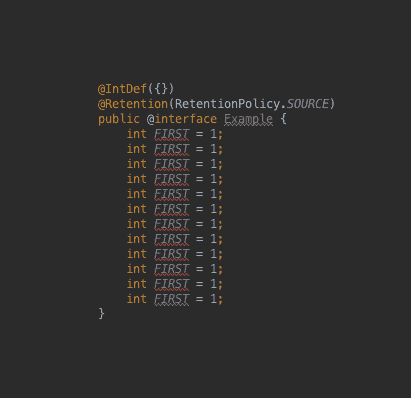 @IntDef({})
@Retention(RetentionPolicy.SOURCE)
public @interface Example {
    int FIRST = 1;
    int FIRST = 1;
    int FIRST = 1;
    int FIRST = 1;
    int FIRST = 1;
    int FIRST = 1;
    int FIRST = 1;
    int FIRST = 1;
    int FIRST = 1;
    int FIRST = 1;
    int FIRST = 1;
    int FIRST = 1;
}